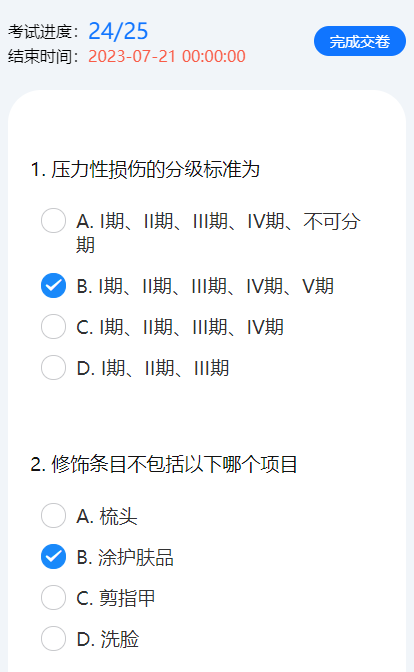 考试进度：24/25
完成交卷
结束时间：2023-07-21 00:00:00
1. 压力性损伤的分级标准为
A. I期、II期、III期、IV期、不可分
期
B. I期、II期、III期、IV期、V期
C. I期、II期、III期、IV期
D. I期、II期、III期
2. 修饰条目不包括以下哪个项目
A. 梳头
B. 涂护肤品
C. 剪指甲
D. 洗脸